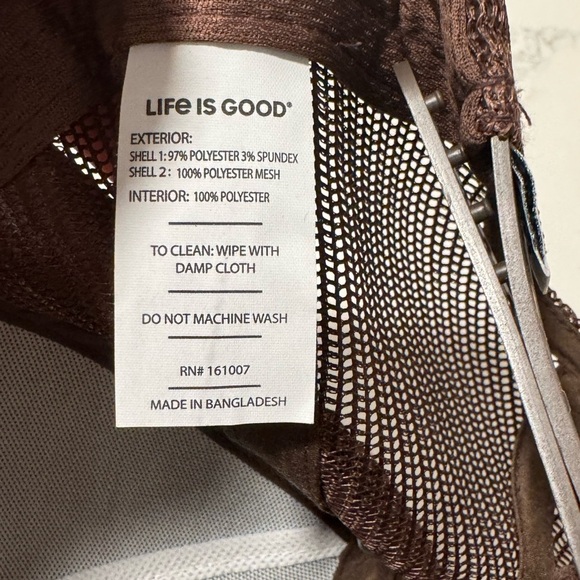 LIFE IS GOOD®
EXTERIOR:
SHELL 1: 97% POLYESTER 3% SPUNDEX
SHELL 2: 100% POLYESTER MESH
INTERIOR: 100% POLYESTER
TO CLEAN: WIPE WITH
DAMP CLOTH
DO NOT MACHINE WASH
RN# 161007
MADE IN BANGLADESH